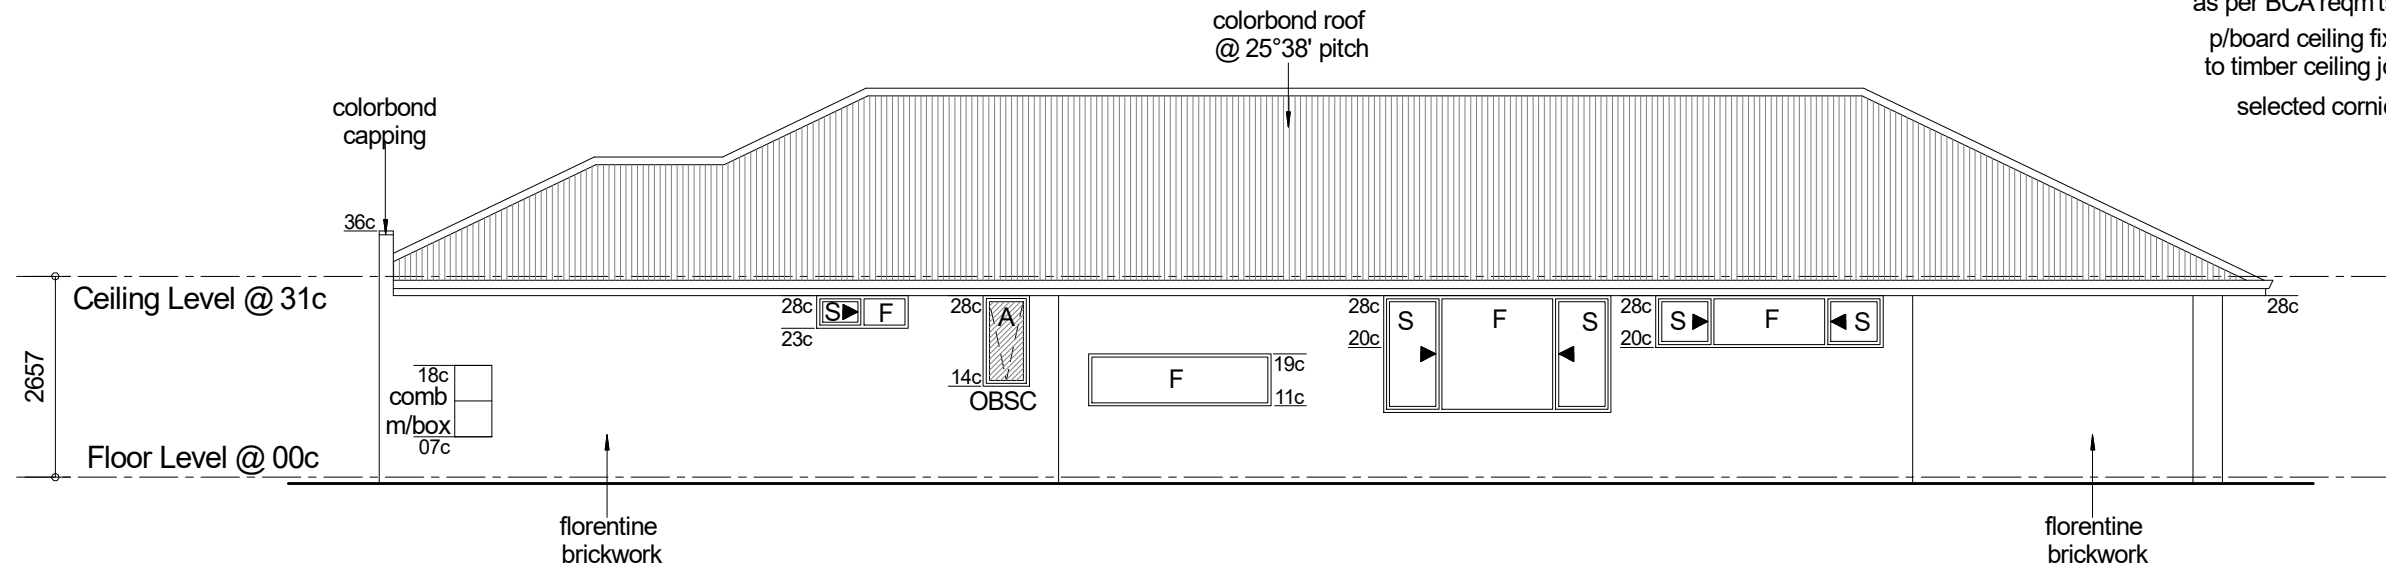 colorbond roof
@ 25°38' pitch
as per BCA reqm'ts
p/board ceiling fix
to timber ceiling jo
selected cornic
colorbond
capping
36c
Ceiling Level @ 31c
28c
S F
23c
28c
A
14c
OBSC
28c
S F S
20c
28c
S F S
20c
28c
2657
18c
comb
m/box
07c
F
19c
11c
Floor Level @ 00c
florentine
brickwork
florentine
brickwork